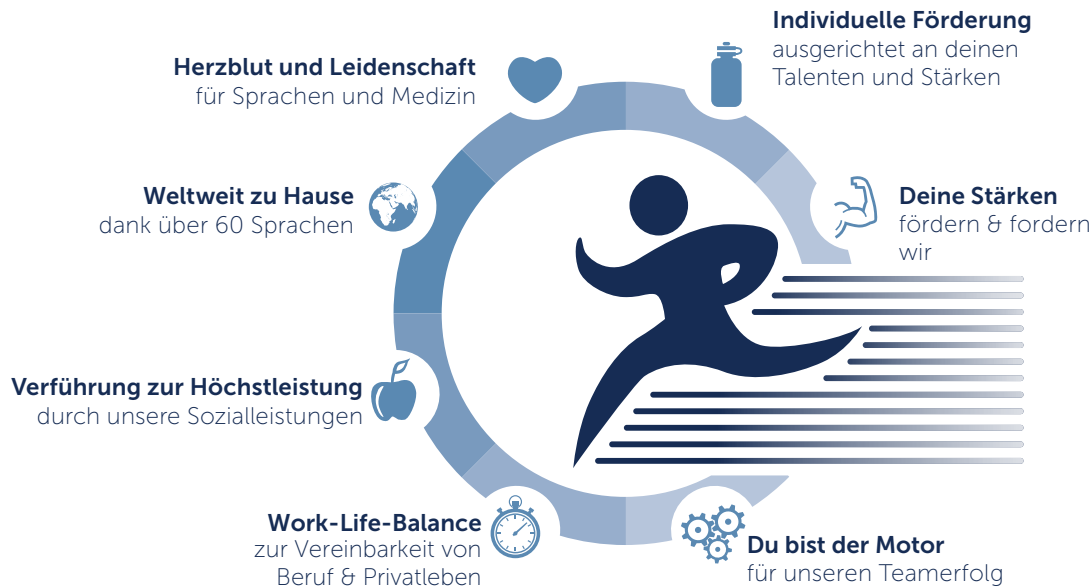 Individuelle Förderung
ausgerichtet an deinen
Talenten und Stärken
Herzblut und Leidenschaft
für Sprachen und Medizin
Weltweit zu Hause
dank über 60 Sprachen
Deine Stärken
fördern & fordern
wir
Verführung zur Höchstleistung
durch unsere Sozialleistungen
Work-Life-Balance
zur Vereinbarkeit von
Beruf & Privatleben
Du bist der Motor
für unseren Teamerfolg